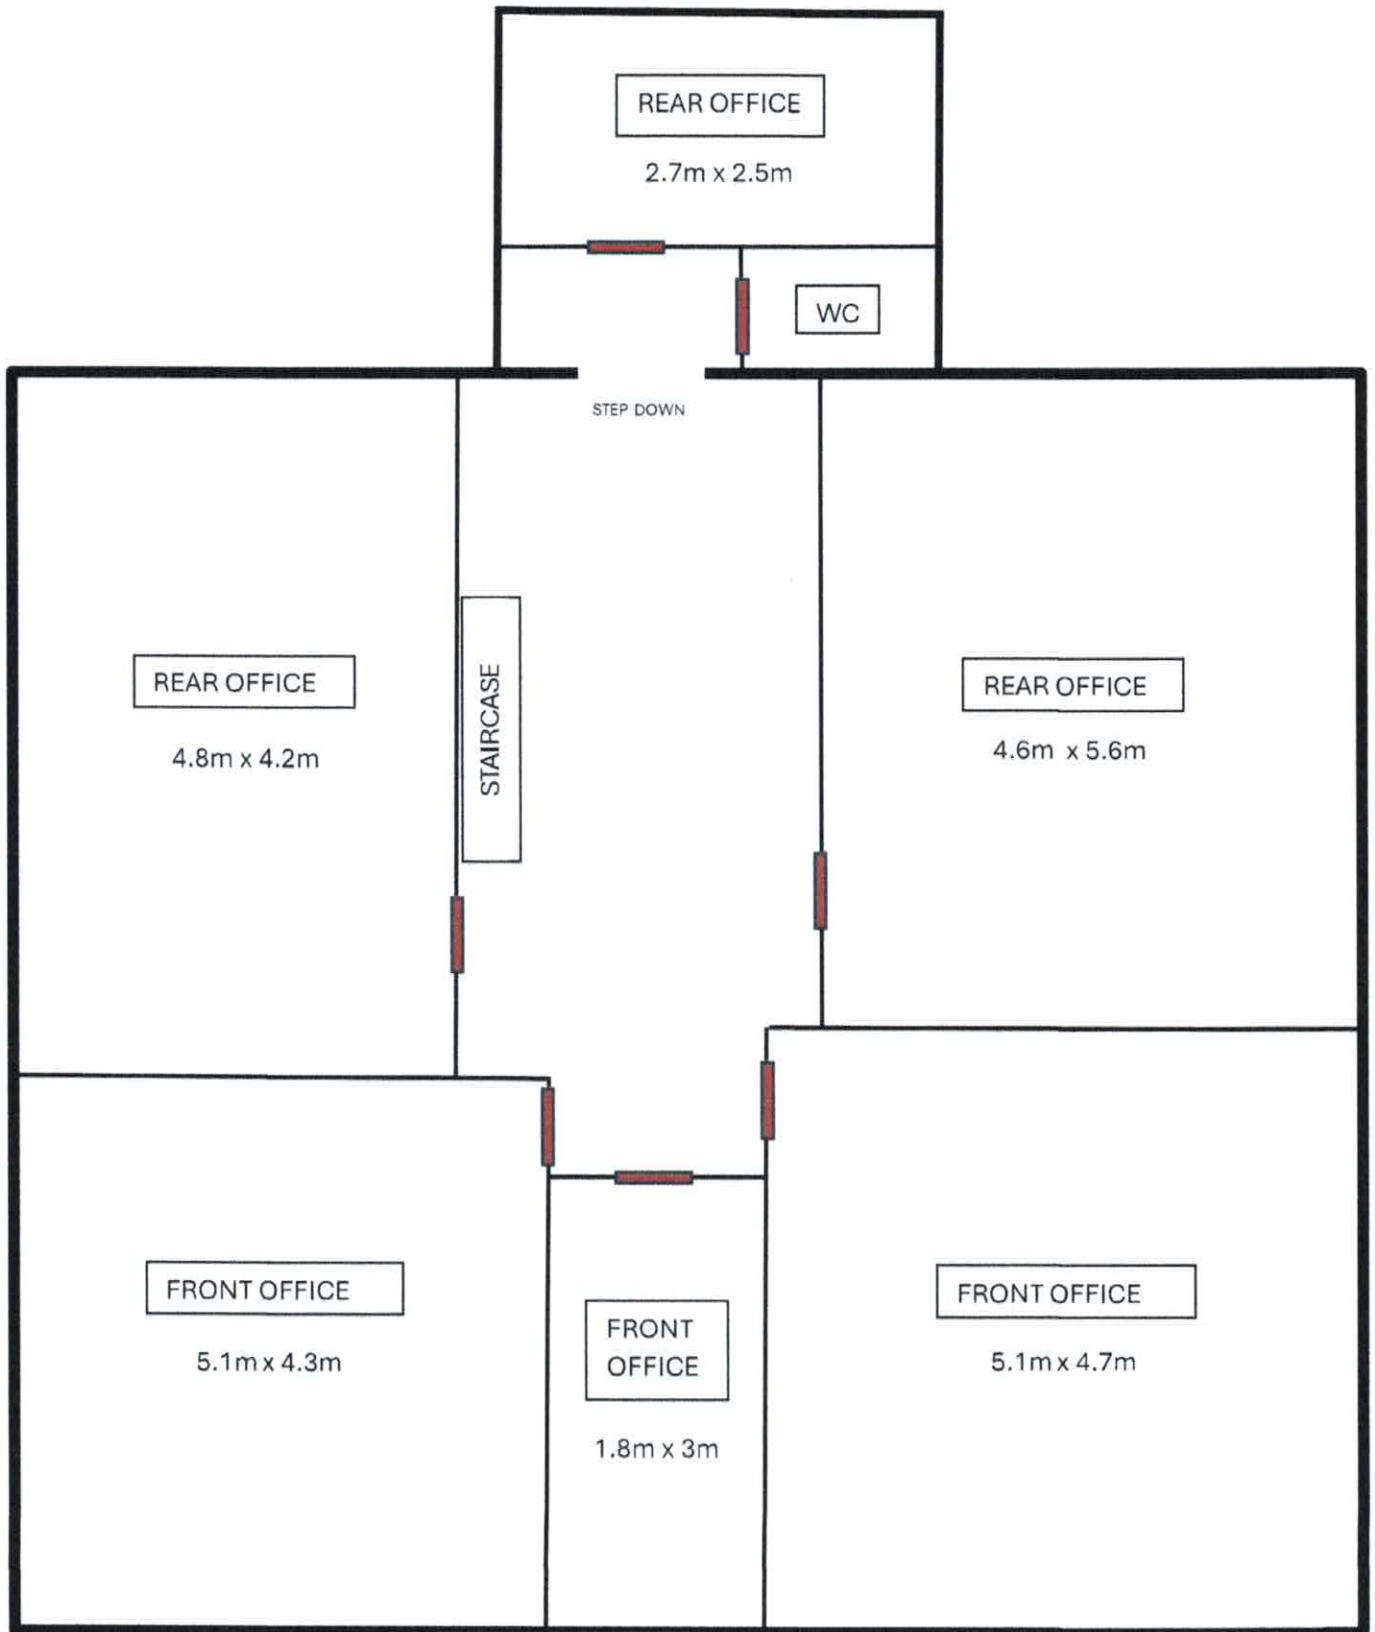 REAR OFFICE
2.7m x 2.5m
WC
STEP DOWN
STAIRCASE
REAR OFFICE
4.8m x 4.2m
REAR OFFICE
4.6m x 5.6m
FRONT OFFICE
5.1m x 4.3m
FRONT
OFFICE
1.8m x 3m
FRONT OFFICE
5.1m x 4.7m